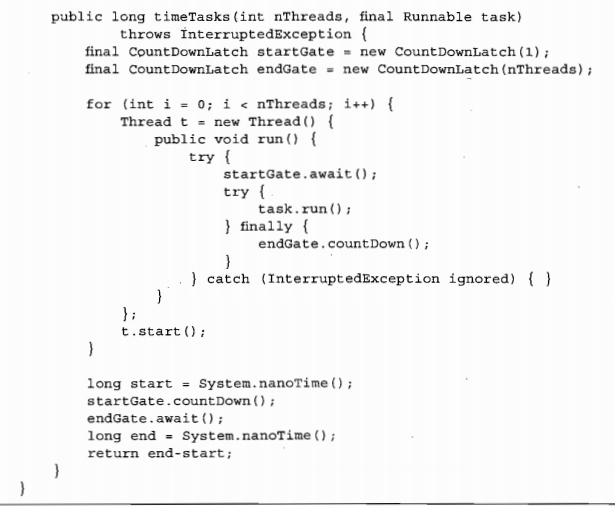 public long timeTasks(int nThreads, final Runnable task)
throws InterruptedException {
final CountDownLatch startGate = new CountDownLatch(1);
final CountDownLatch endGate = new CountDownLatch(nThreads);
for (int i = 0; i < nThreads; i++) {
Thread t = new Thread() {
public void run() {
try {
startGate.await();
try {
task.run();
} finally {
endGate.countDown();
}
} catch (InterruptedException ignored) { }
}
};
t.start();
}
long start = System.nanoTime();
startGate.countDown();
endGate.await();
long end = System.nanoTime();
return end-start;
}
}